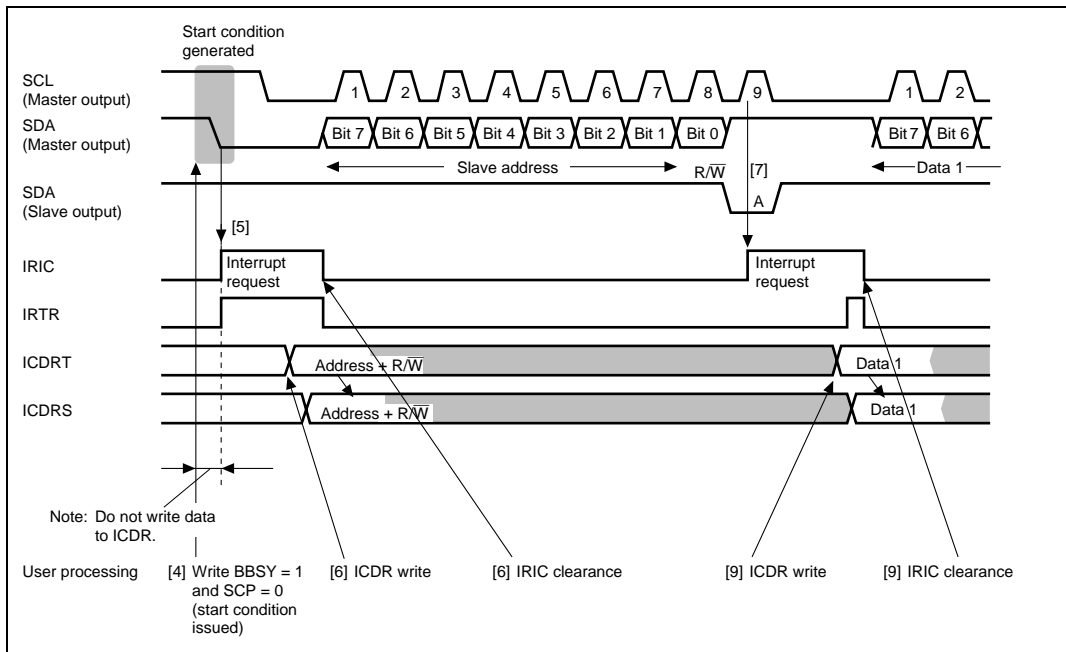 Start condition
generated
SCL
(Master output)
1 2 3 4 5 6 7 8 9 1 2
SDA
(Master output)
Bit 7 Bit 6 Bit 5 Bit 4 Bit 3 Bit 2 Bit 1 Bit 0 Bit 7 Bit 6
Slave address R/W̅ [7] Data 1
SDA
(Slave output)
A
[5]
IRIC
Interrupt
request
Interrupt
request
IRTR
ICDRT
Address + R/W̅ Data 1
ICDRS
Address + R/W̅ Data 1
Note: Do not write data
to ICDR.
User processing
[4] Write BBSY = 1
and SCP = 0
(start condition
issued)
[6] ICDR write
[6] IRIC clearance
[9] ICDR write
[9] IRIC clearance